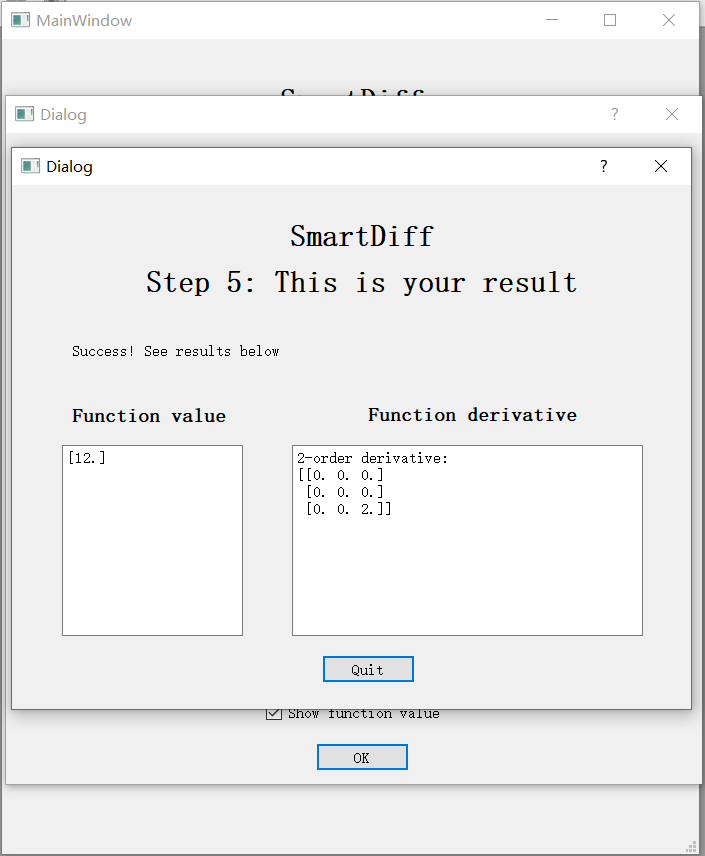 MainWindow
SmartDiff
Dialog
?
Dialog
?
SmartDiff
Step 5: This is your result
Success! See results below
Function value
Function derivative
[12.]
2-order derivative:
[[0. 0. 0.]
[0. 0. 0.]
[0. 0. 2.]]
Quit
Show function value
OK